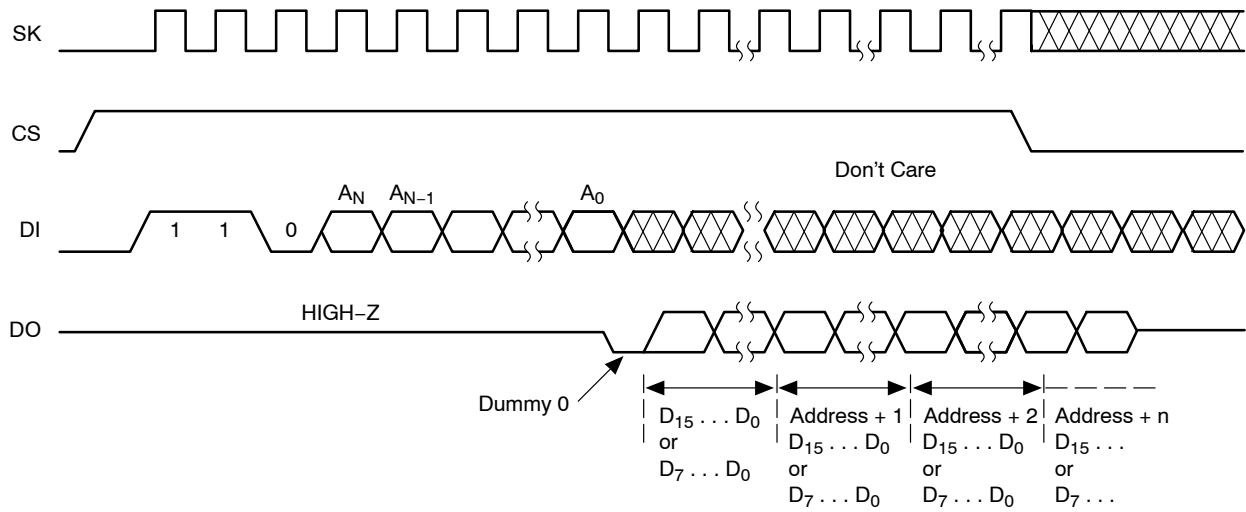 SK
CS
Don't Care
A_N A_{N–1} A_0
DI 1 1 0
HIGH–Z
DO
Dummy 0
D_15 . . . D_0
or
D_7 . . . D_0
Address + 1
D_15 . . . D_0
or
D_7 . . . D_0
Address + 2
D_15 . . . D_0
or
D_7 . . . D_0
Address + n
D_15 . . .
or
D_7 . . .